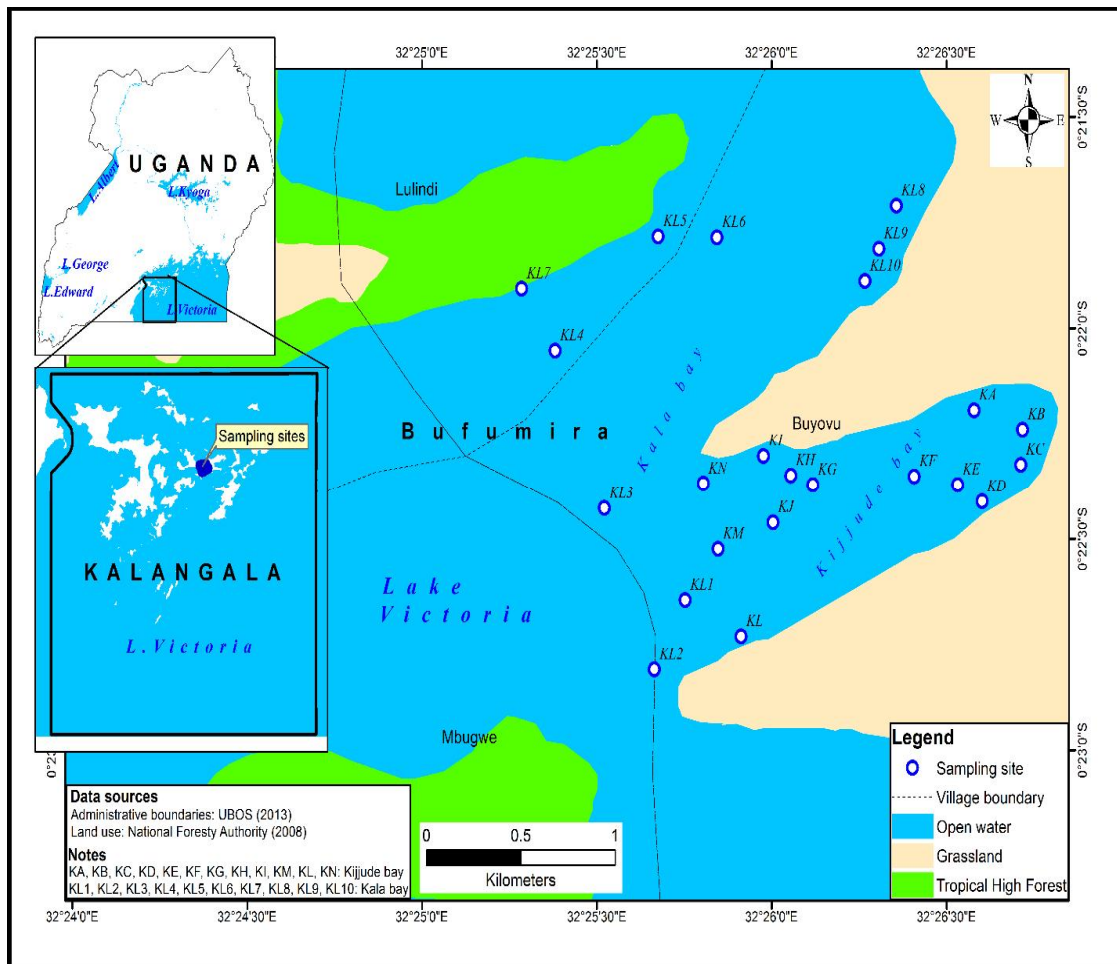 32°25'0"E
32°25'30"E
32°26'0"E
32°26'30"E
0°21'30"S
0°22'0"S
0°22'30"S
0°23'0"S
N
W E
S
UGANDA
L.Albert
L.Kyoga
L.George
L.Edward
L.Victoria
Sampling sites
KALANGALA
L.Victoria
Lulindi
KL5
KL6
KL8
KL9
KL10
KL7
KL4
Bufumira
Kala bay
Buyovu
KA
KB
KC
KD
KE
KF
KI
KH
KG
KN
KJ
KM
KL3
Kijjude bay
Lake
Victoria
KL1
KL
KL2
Mbugwe
0°23
Data sources
Administrative boundaries: UBOS (2013)
Land use: National Foresty Authority (2008)
Notes
KA, KB, KC, KD, KE, KF, KG, KH, KI, KM, KL, KN: Kijjude bay
KL1, KL2, KL3, KL4, KL5, KL6, KL7, KL8, KL9, KL10: Kala bay
0 0.5 1
Kilometers
Legend
Sampling site
Village boundary
Open water
Grassland
Tropical High Forest
32°24'0"E
32°24'30"E
32°25'0"E
32°25'30"E
32°26'0"E
32°26'30"E